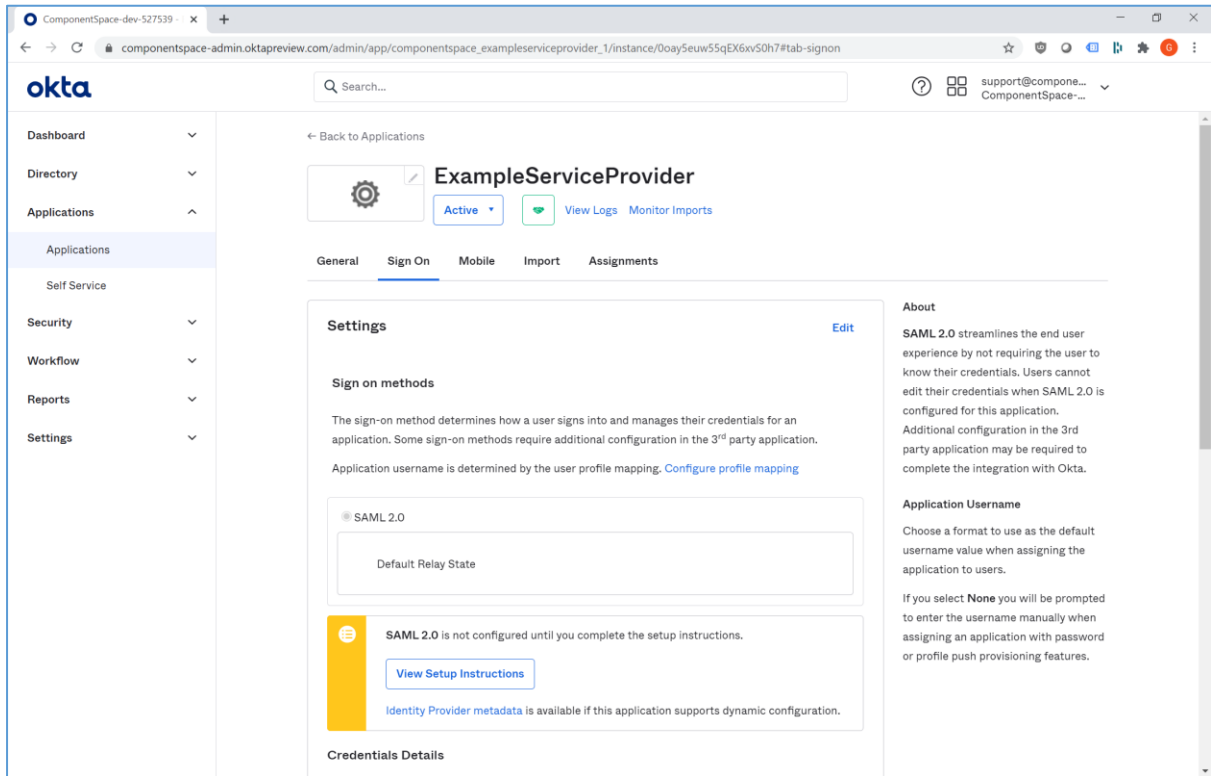 ComponentSpace-dev-527539 -
componentspace-admin.oktapreview.com/admin/app/componentspace_exampleserviceprovider_1/instance/0oay5euw55qEX6xvS0h7#tab-signon
G
okta
Search...
support@compone...
ComponentSpace-...
Dashboard
Directory
Applications
Applications
Self Service
Security
Workflow
Reports
Settings
← Back to Applications
ExampleServiceProvider
Active
View Logs Monitor Imports
General Sign On Mobile Import Assignments
Settings
Edit
Sign on methods
The sign-on method determines how a user signs into and manages their credentials for an
application. Some sign-on methods require additional configuration in the 3rd party application.
Application username is determined by the user profile mapping. Configure profile mapping
SAML 2.0
Default Relay State
SAML 2.0 is not configured until you complete the setup instructions.
View Setup Instructions
Identity Provider metadata is available if this application supports dynamic configuration.
Credentials Details
About
SAML 2.0 streamlines the end user
experience by not requiring the user to
know their credentials. Users cannot
edit their credentials when SAML 2.0 is
configured for this application.
Additional configuration in the 3rd
party application may be required to
complete the integration with Okta.
Application Username
Choose a format to use as the default
username value when assigning the
application to users.
If you select None you will be prompted
to enter the username manually when
assigning an application with password
or profile push provisioning features.